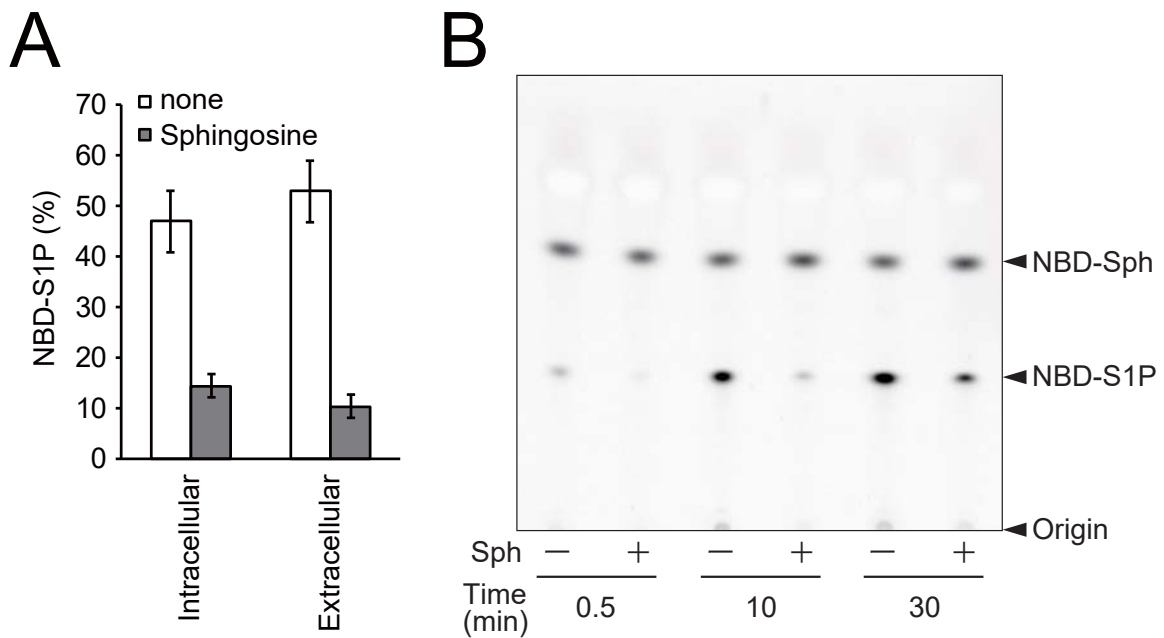 A
B
70
60
50
40
30
20
10
0
NBD-S1P (%)
none
Sphingosine
Intracellular
Extracellular
NBD-Sph
NBD-S1P
Origin
Sph − + − + − +
Time
(min)
0.5 10 30